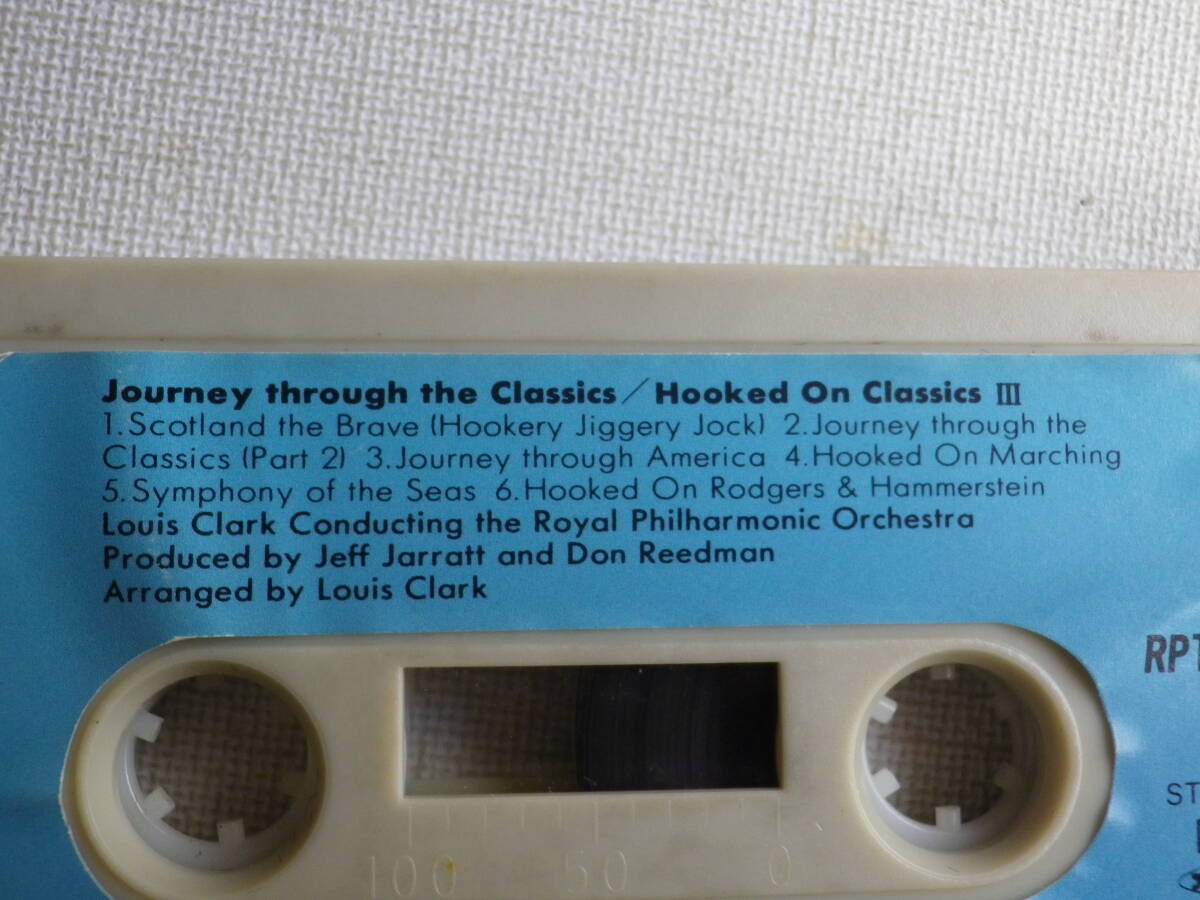 Journey through the Classics/Hooked On Classics III
1.Scotland the Brave (Hookery Jiggery Jock) 2.Journey through the
Classics (Part 2) 3.Journey through America 4.Hooked On Marching
5.Symphony of the Seas 6.Hooked On Rodgers & Hammerstein
Louis Clark Conducting the Royal Philharmonic Orchestra
Produced by Jeff Jarratt and Don Reedman
Arranged by Louis Clark
RPT
ST
100 50 0